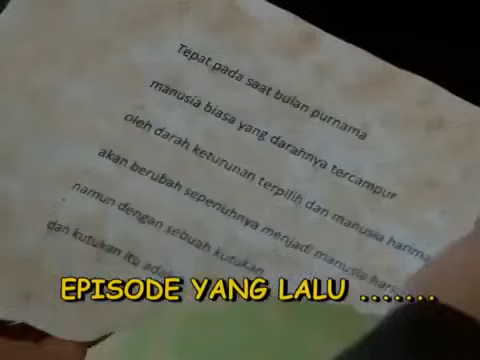 Tepat pada saat bulan purnama
manusia biasa yang darahnya tercampur
oleh darah keturunan terpilih dan manusia harima
akan berubah sepenuhnya menjadi manusia
namun dengan sebuah kutukan
dan kutukan itu
EPISODE YANG LALU .......